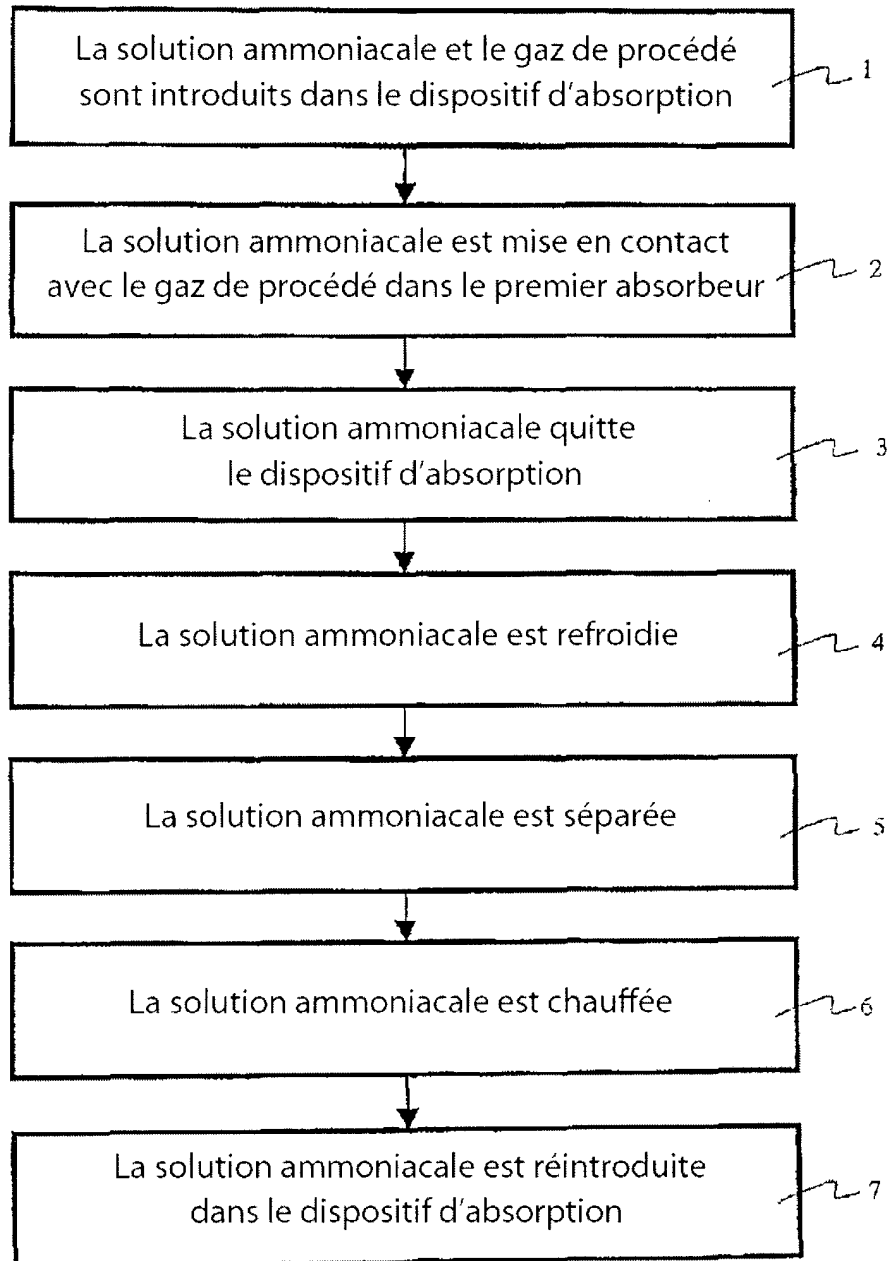 La solution ammoniacale et le gaz de procédé
sont introduits dans le dispositif d'absorption
1
La solution ammoniacale est mise en contact
avec le gaz de procédé dans le premier absorbeur
2
La solution ammoniacale quitte
le dispositif d'absorption
3
La solution ammoniacale est refroidie
4
La solution ammoniacale est séparée
5
La solution ammoniacale est chauffée
6
La solution ammoniacale est réintroduite
dans le dispositif d'absorption
7